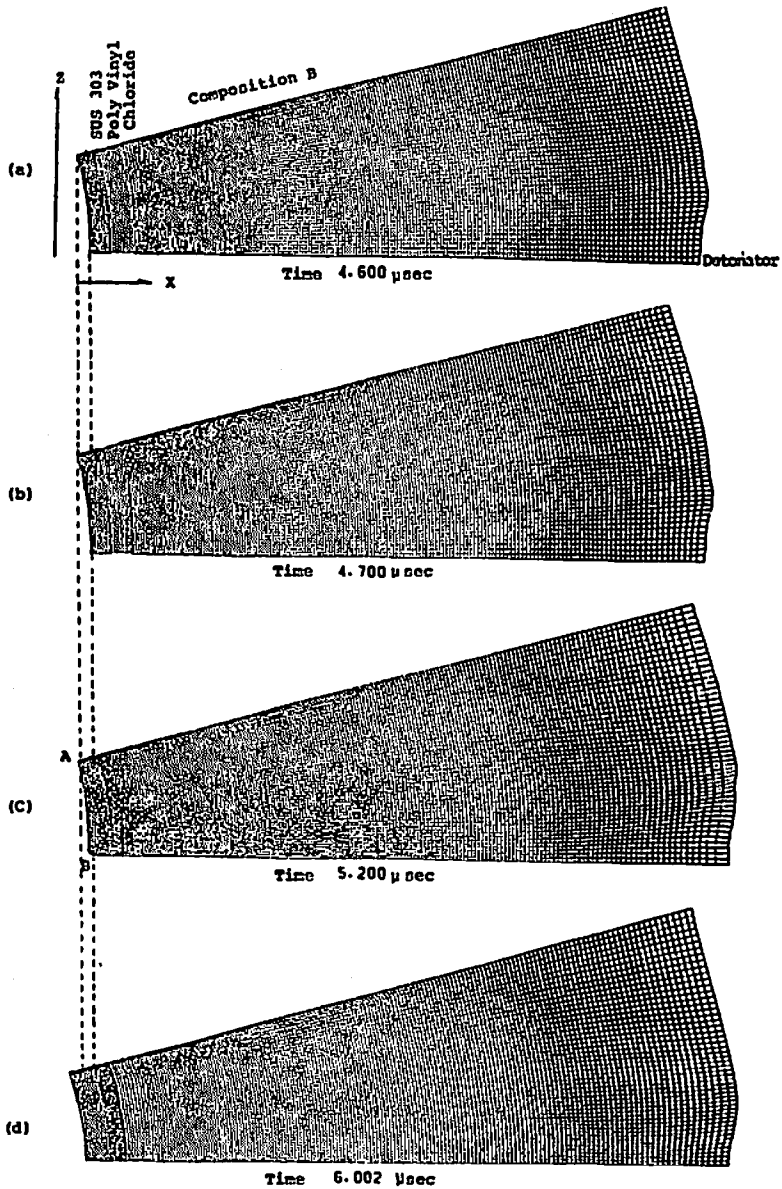 z
SUS 303
Poly Vinyl
Chloride
Composition B
(a)
Detonator
X
Time 4.600 μsec
(b)
Time 4.700 μsec
A
(C)
B
Time 5.200 μsec
(d)
Time 6.002 μsec